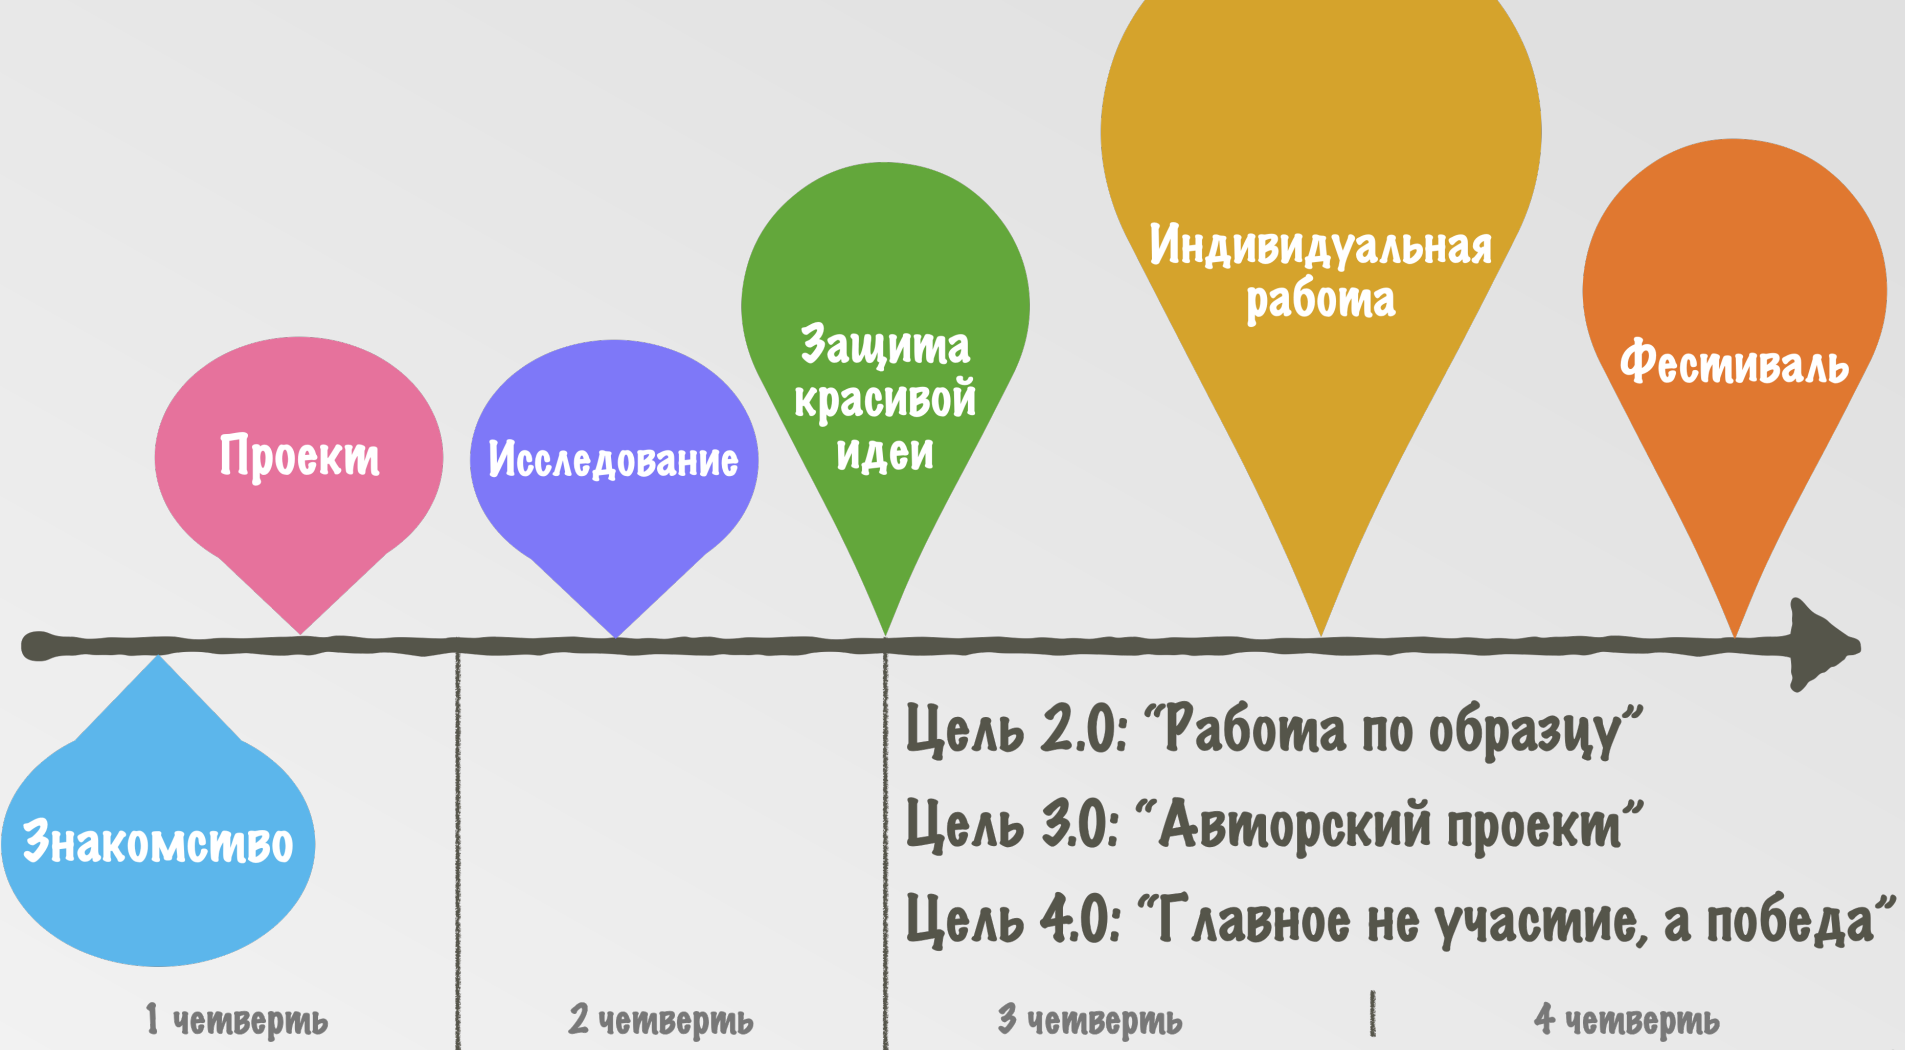 Индивидуальная
работа
Защита
красивой
идеи
Фестиваль
Проект
Исследование
Знакомство
Цель 2.0: “Работа по образцу”
Цель 3.0: “Авторский проект”
Цель 4.0: “Главное не участие, а победа”
1 четверть
2 четверть
3 четверть
4 четверть